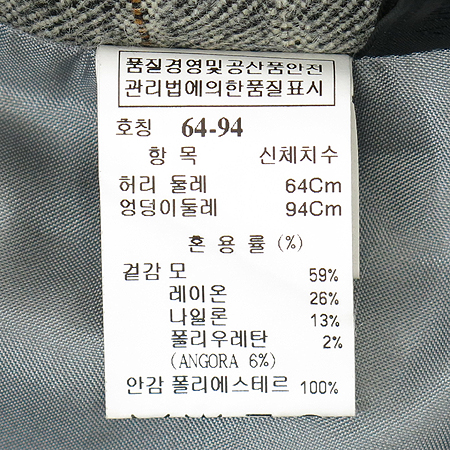 품질경영및공산품안전
관리법에의한품질표시
호칭 64-94
항 목 신체치수
허리 둘레 64Cm
엉덩이둘레 94Cm
혼 용 률 (%)
겉감 모 59%
레이온 26%
나일론 13%
폴리우레탄 2%
(ANGORA 6%)
안감 폴리에스테르 100%